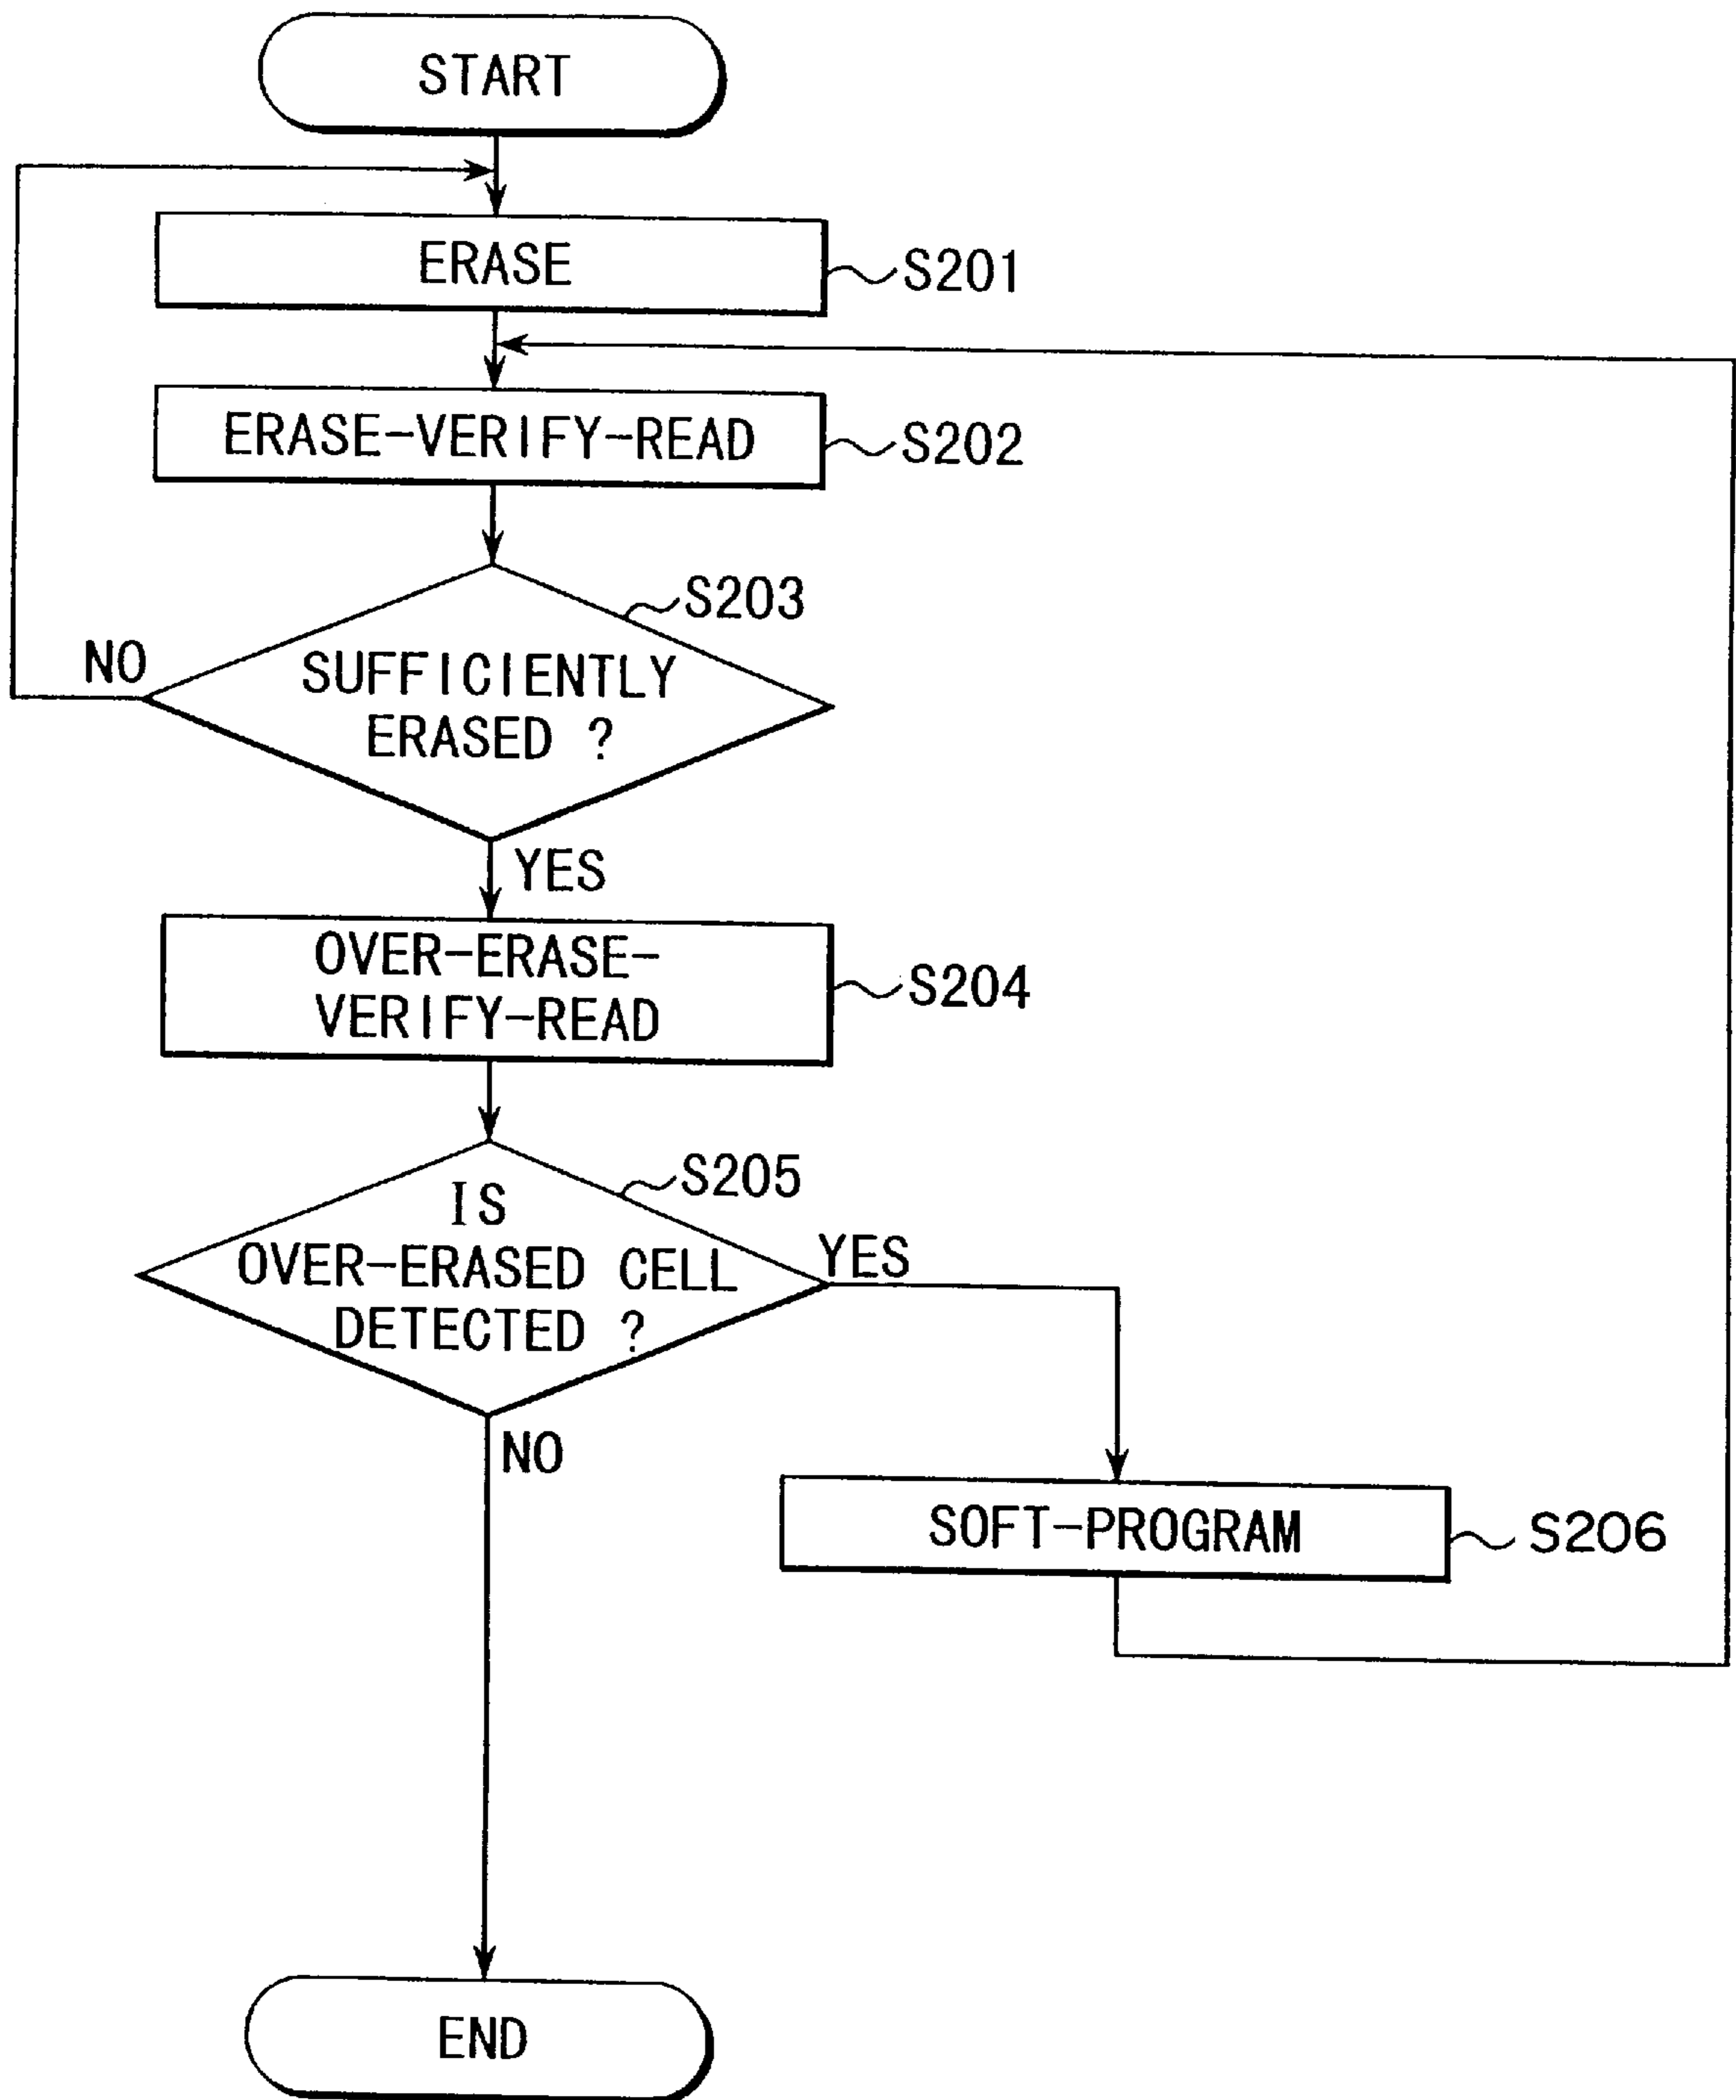 START
ERASE
S201
ERASE-VERIFY-READ
S202
S203
NO
SUFFICIENTLY
ERASED ?
YES
OVER-ERASE-
VERIFY-READ
S204
S205
IS
OVER-ERASED CELL
DETECTED ?
YES
NO
SOFT-PROGRAM
S206
END